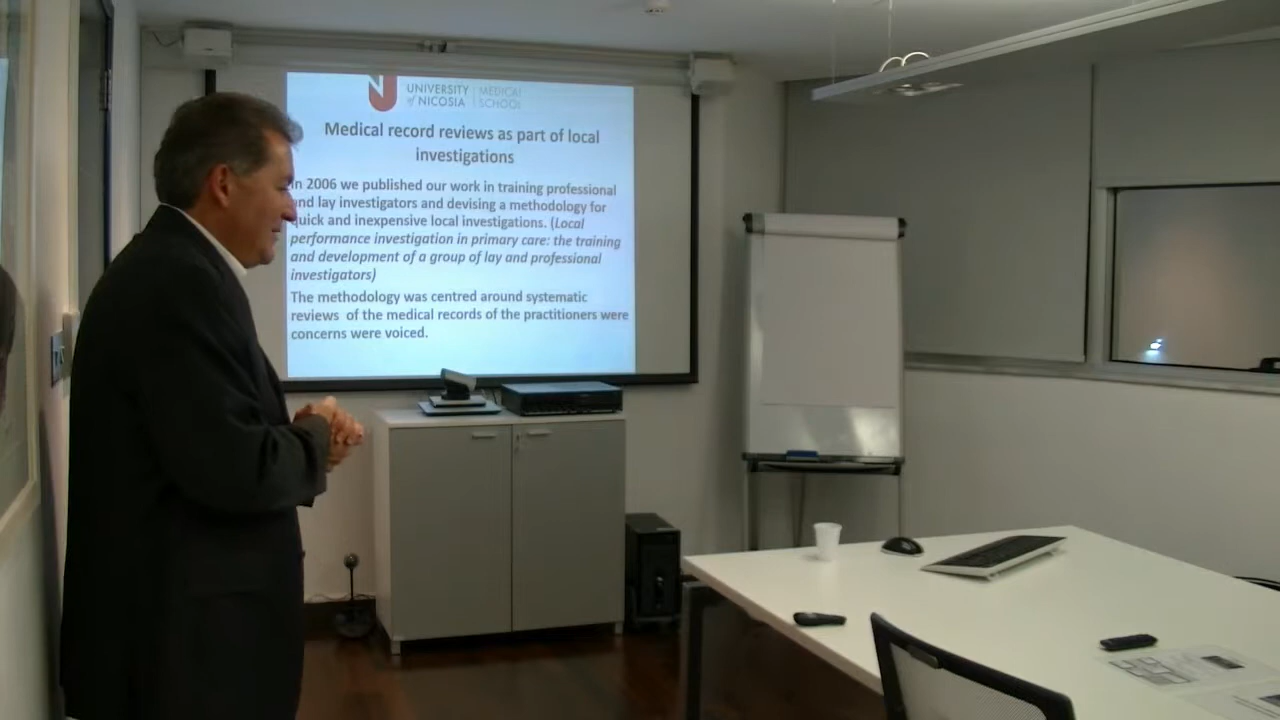 UNIVERSITY
of NICOSIA
MEDICAL
SCHOOL
Medical record reviews as part of local
investigations
In 2006 we published our work in training professional
and lay investigators and devising a methodology for
quick and inexpensive local investigations. (Local
performance investigation in primary care: the training
and development of a group of lay and professional
investigators)
The methodology was centred around systematic
reviews of the medical records of the practitioners were
concerns were voiced.